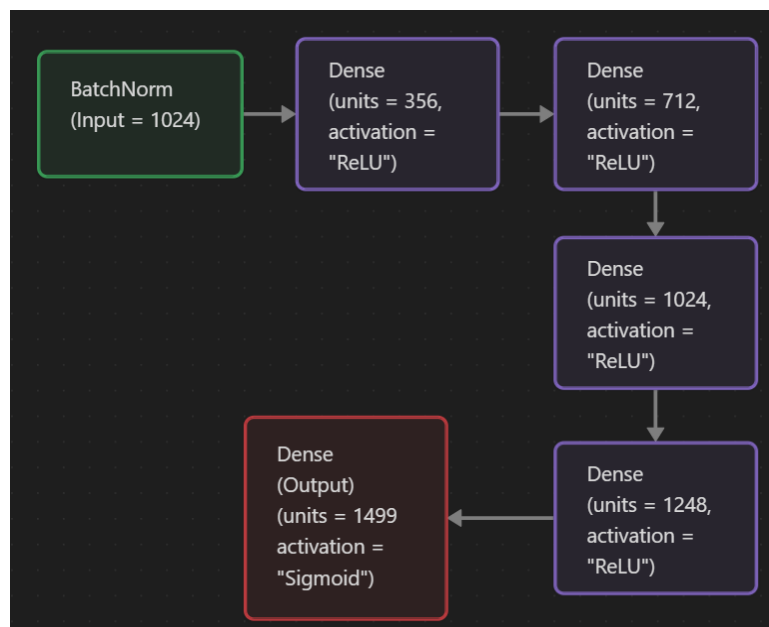 BatchNorm
(Input = 1024)
Dense
(units = 356,
activation =
"ReLU")
Dense
(units = 712,
activation =
"ReLU")
Dense
(units = 1024,
activation =
"ReLU")
Dense
(units = 1248,
activation =
"ReLU")
Dense
(Output)
(units = 1499
activation =
"Sigmoid")